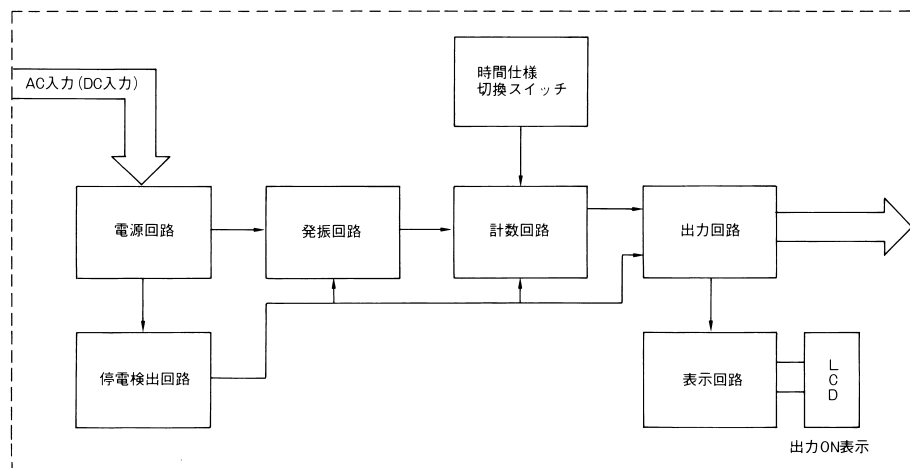 AC入力(DC入力)
時間仕様
切換スイッチ
電源回路
発振回路
計数回路
出力回路
停電検出回路
表示回路
LCD
出力ON表示